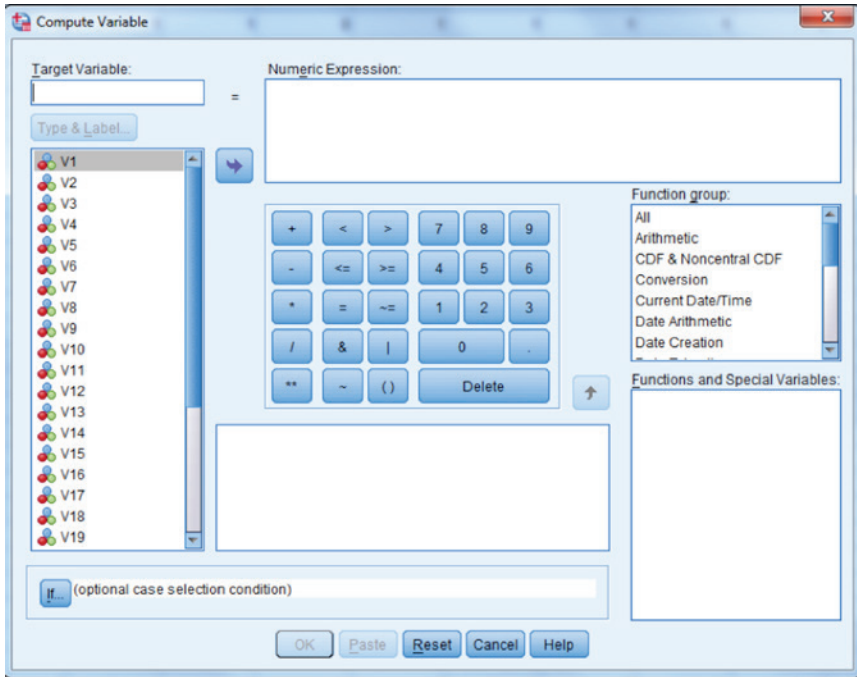 Compute Variable
Target Variable:
Numeric Expression:
=
Type & Label...
V1
V2
V3
V4
V5
V6
V7
V8
V9
V10
V11
V12
V13
V14
V15
V16
V17
V18
V19
+ < > 7 8 9
- <= >= 4 5 6
* = ~= 1 2 3
/ & | 0 .
** ~ ( ) Delete
Function group:
All
Arithmetic
CDF & Noncentral CDF
Conversion
Current Date/Time
Date Arithmetic
Date Creation
Functions and Special Variables:
If... (optional case selection condition)
OK Paste Reset Cancel Help